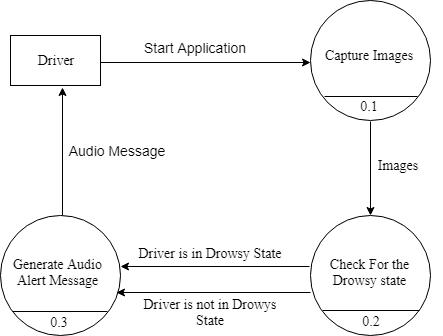 Driver
Start Application
Capture Images
0.1
Audio Message
Images
Generate Audio
Alert Message
0.3
Driver is in Drowsy State
Driver is not in Drowys
State
Check For the
Drowsy state
0.2